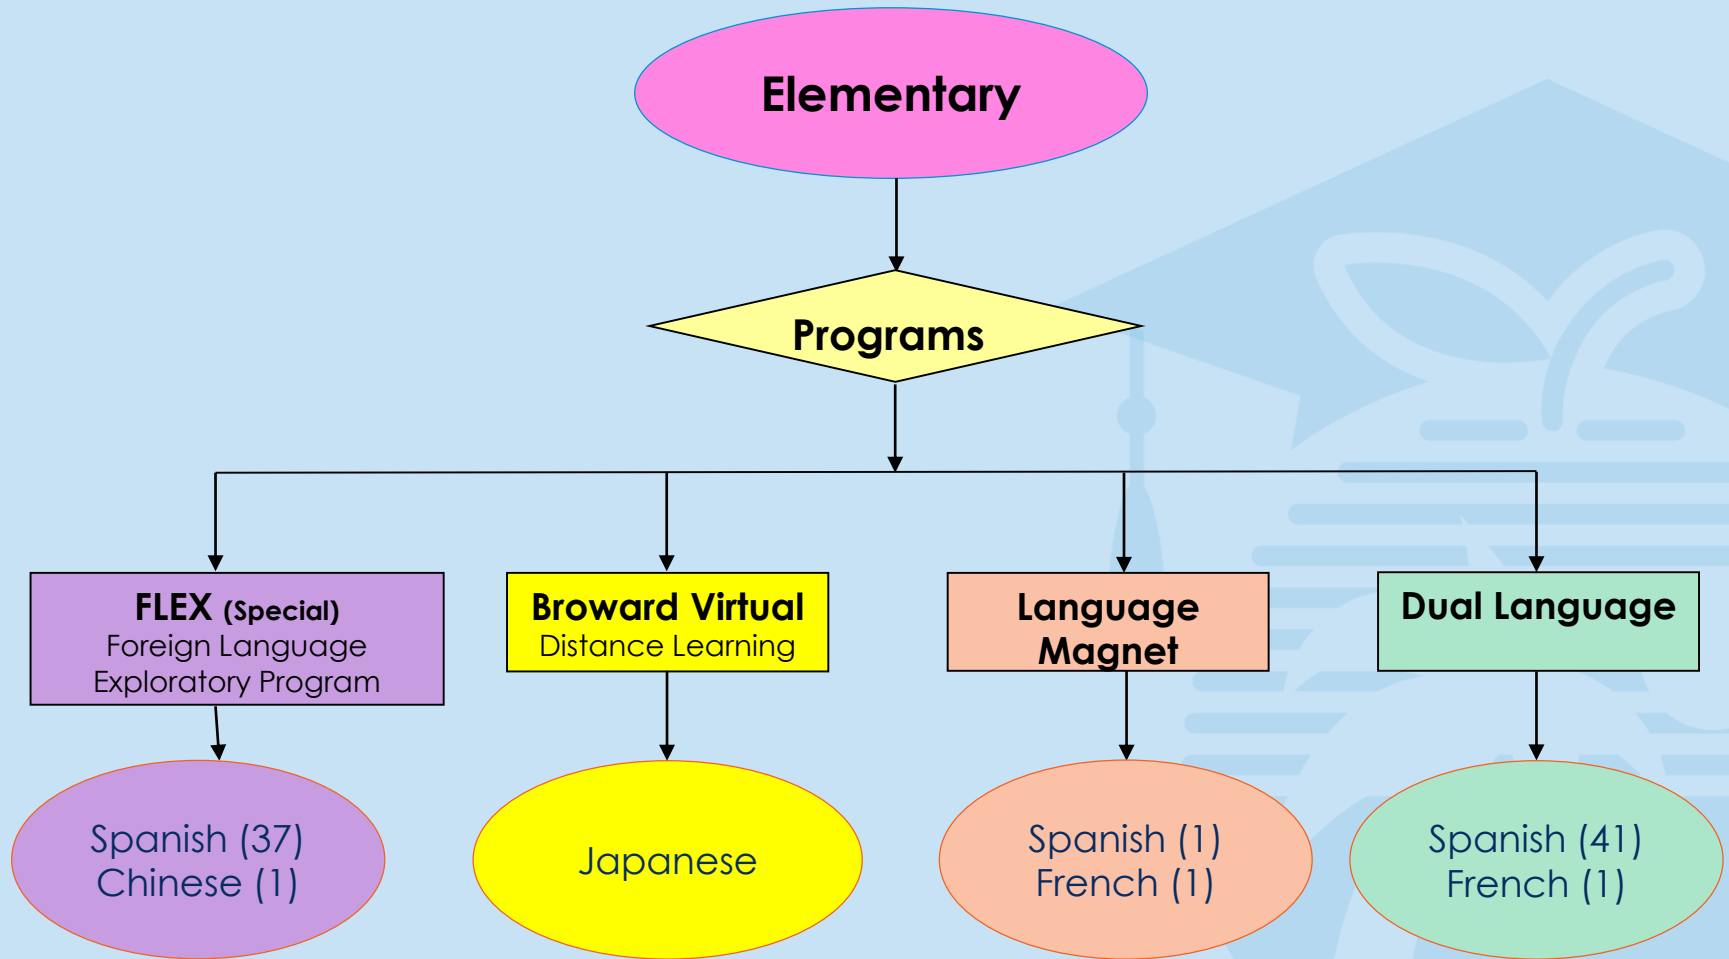 Elementary
Programs
FLEX (Special)
Foreign Language
Exploratory Program
Broward Virtual
Distance Learning
Language
Magnet
Dual Language
Spanish (37)
Chinese (1)
Japanese
Spanish (1)
French (1)
Spanish (41)
French (1)